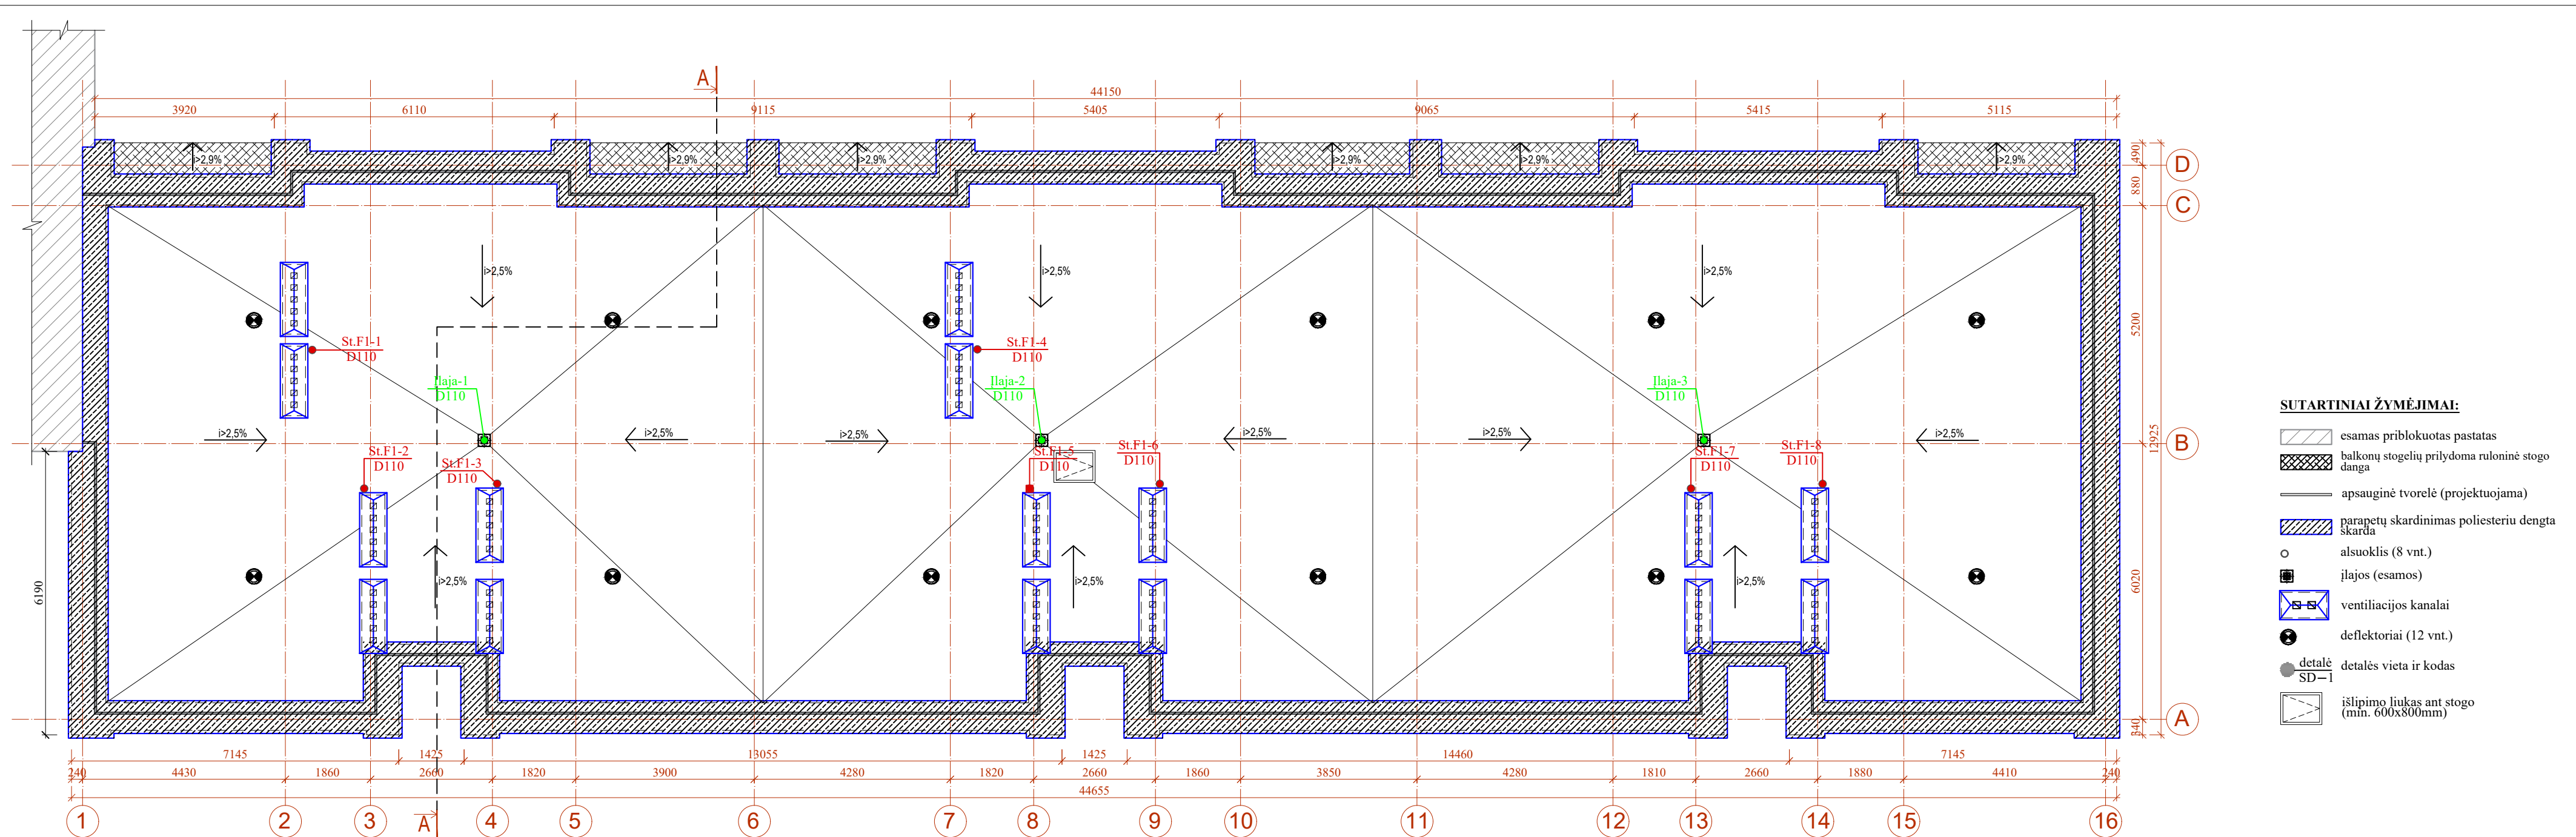 A
44150
3920
6110
9115
5405
9065
5415
5115
i>2,9%
i>2,9%
i>2,9%
i>2,9%
i>2,9%
i>2,9%
490
D
880
C
i>2,5%
i>2,5%
i>2,5%
5200
St.F1-1
D110
St.F1-4
D110
Įlaja-1
D110
Įlaja-2
D110
Įlaja-3
D110
i>2,5%
i>2,5%
i>2,5%
i>2,5%
i>2,5%
i>2,5%
B
12925
St.F1-2
D110
St.F1-3
D110
St.F1-5
D110
St.F1-6
D110
St.F1-7
D110
St.F1-8
D110
6190
i>2,5%
i>2,5%
i>2,5%
6020
A
340
7145
1425
13055
1425
14460
7145
240
4430
1860
2660
1820
3900
4280
1820
2660
1860
3850
4280
1810
2660
1880
4410
240
44655
A
1
2
3
4
5
6
7
8
9
10
11
12
13
14
15
16
SUTARTINIAI ŽYMĖJIMAI:
esamas priblokuotas pastatas
balkonų stogelių prilydoma ruloninė stogo
danga
apsauginė tvorelė (projektuojama)
parapetų skardinimas poliesteriu dengta
skarda
alsuoklis (8 vnt.)
įlajos (esamos)
ventiliacijos kanalai
deflektoriai (12 vnt.)
detalė
SD-1
detalės vieta ir kodas
išlipimo liukas ant stogo
(min. 600x800mm)